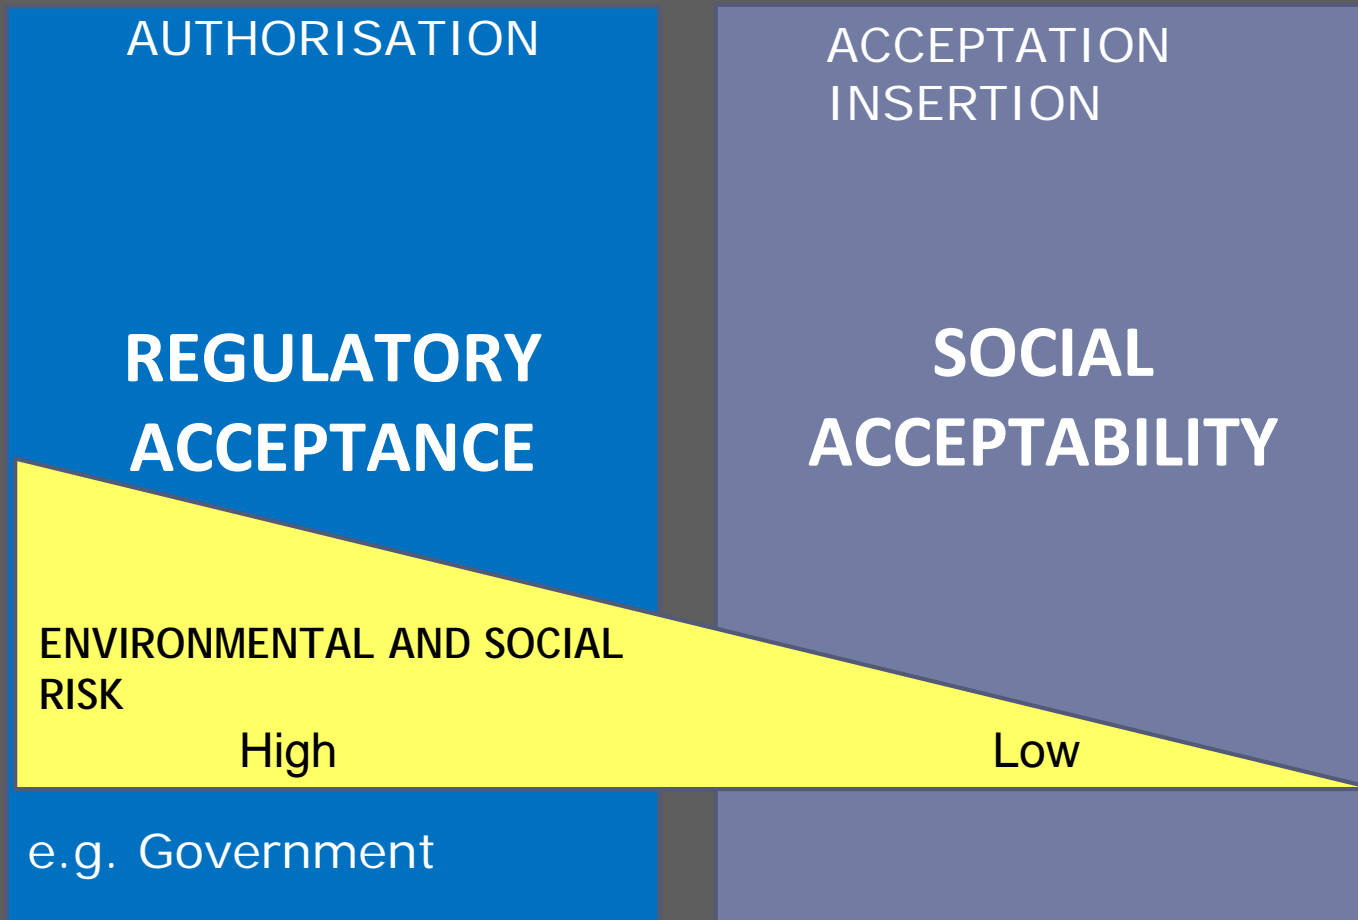 AUTHORISATION
REGULATORY
ACCEPTANCE
ACCEPTATION
INSERTION
SOCIAL
ACCEPTABILITY
ENVIRONMENTAL AND SOCIAL
RISK
High
Low
e.g. Government